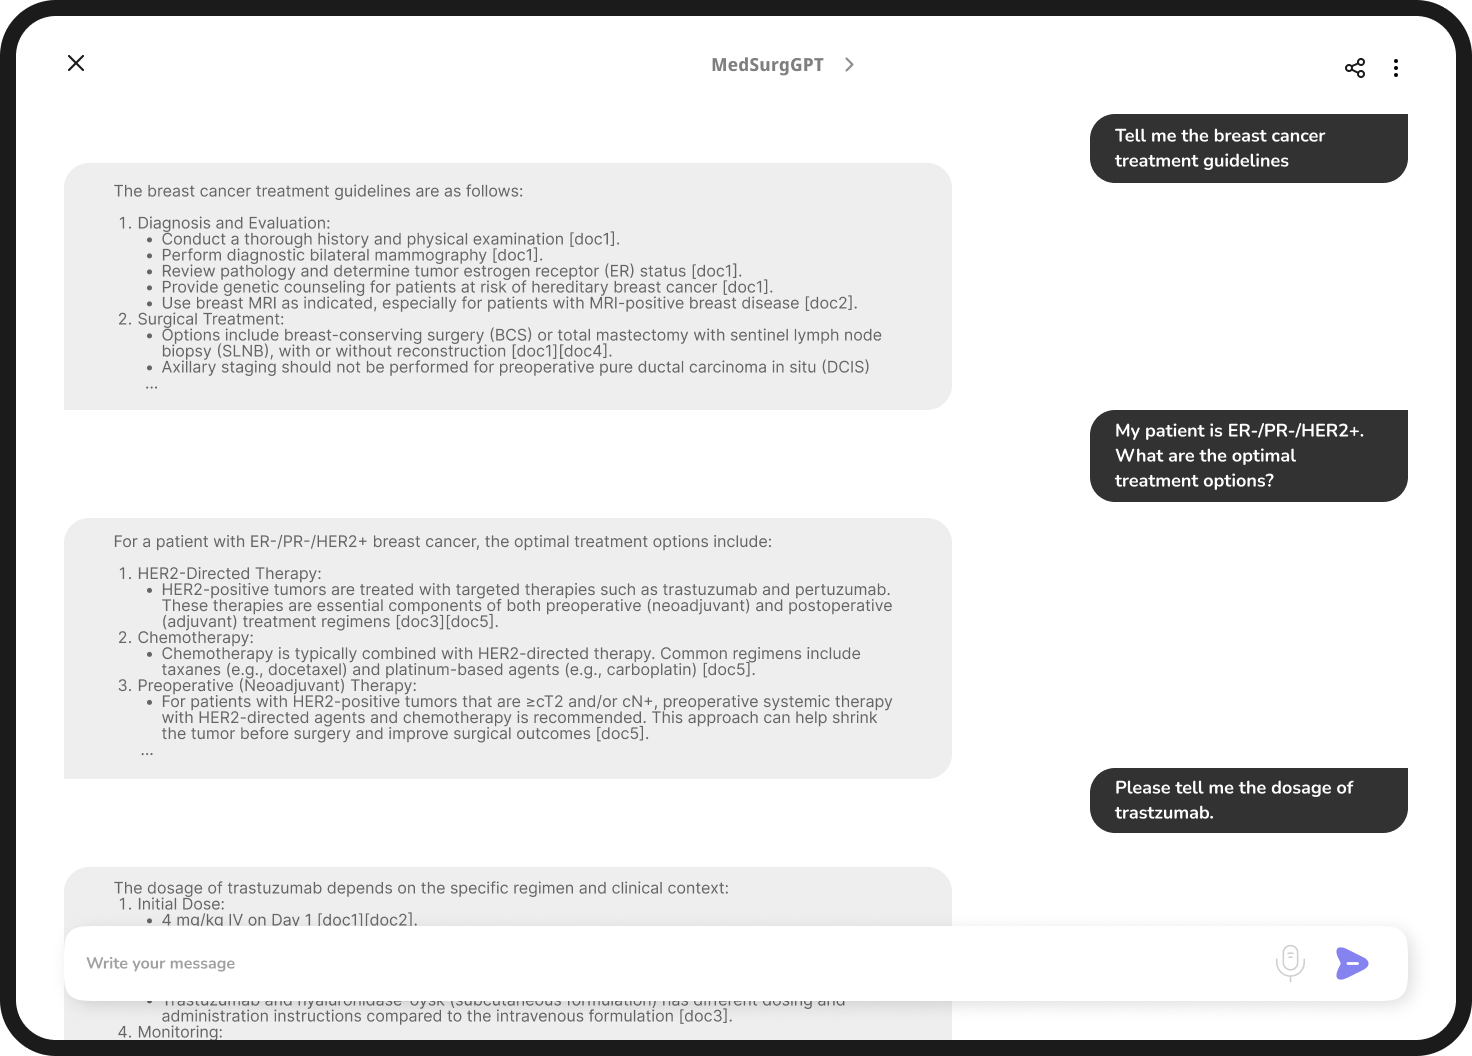 MedSurgGPT
Tell me the breast cancer
treatment guidelines
The breast cancer treatment guidelines are as follows:
1. Diagnosis and Evaluation:
• Conduct a thorough history and physical examination [doc1].
• Perform diagnostic bilateral mammography [doc1].
• Review pathology and determine tumor estrogen receptor (ER) status [doc1].
• Provide genetic counseling for patients at risk of hereditary breast cancer [doc1].
• Use breast MRI as indicated, especially for patients with MRI-positive breast disease [doc2].
2. Surgical Treatment:
• Options include breast-conserving surgery (BCS) or total mastectomy with sentinel lymph node
biopsy (SLNB), with or without reconstruction [doc1][doc4].
• Axillary staging should not be performed for preoperative pure ductal carcinoma in situ (DCIS)
...
My patient is ER-/PR-/HER2+.
What are the optimal
treatment options?
For a patient with ER-/PR-/HER2+ breast cancer, the optimal treatment options include:
1. HER2-Directed Therapy:
• HER2-positive tumors are treated with targeted therapies such as trastuzumab and pertuzumab.
These therapies are essential components of both preoperative (neoadjuvant) and postoperative
(adjuvant) treatment regimens [doc3][doc5].
2. Chemotherapy:
• Chemotherapy is typically combined with HER2-directed therapy. Common regimens include
taxanes (e.g., docetaxel) and platinum-based agents (e.g., carboplatin) [doc5].
3. Preoperative (Neoadjuvant) Therapy:
• For patients with HER2-positive tumors that are ≥cT2 and/or cN+, preoperative systemic therapy
with HER2-directed agents and chemotherapy is recommended. This approach can help shrink
the tumor before surgery and improve surgical outcomes [doc5].
...
Please tell me the dosage of
trastzumab.
The dosage of trastuzumab depends on the specific regimen and clinical context:
1. Initial Dose:
• 4 mg/kg IV on Day 1 [doc1][doc2].
Write your message
• Trastuzumab and hyaluronidase-oysk (subcutaneous formulation) has different dosing and
administration instructions compared to the intravenous formulation [doc3].
4. Monitoring: